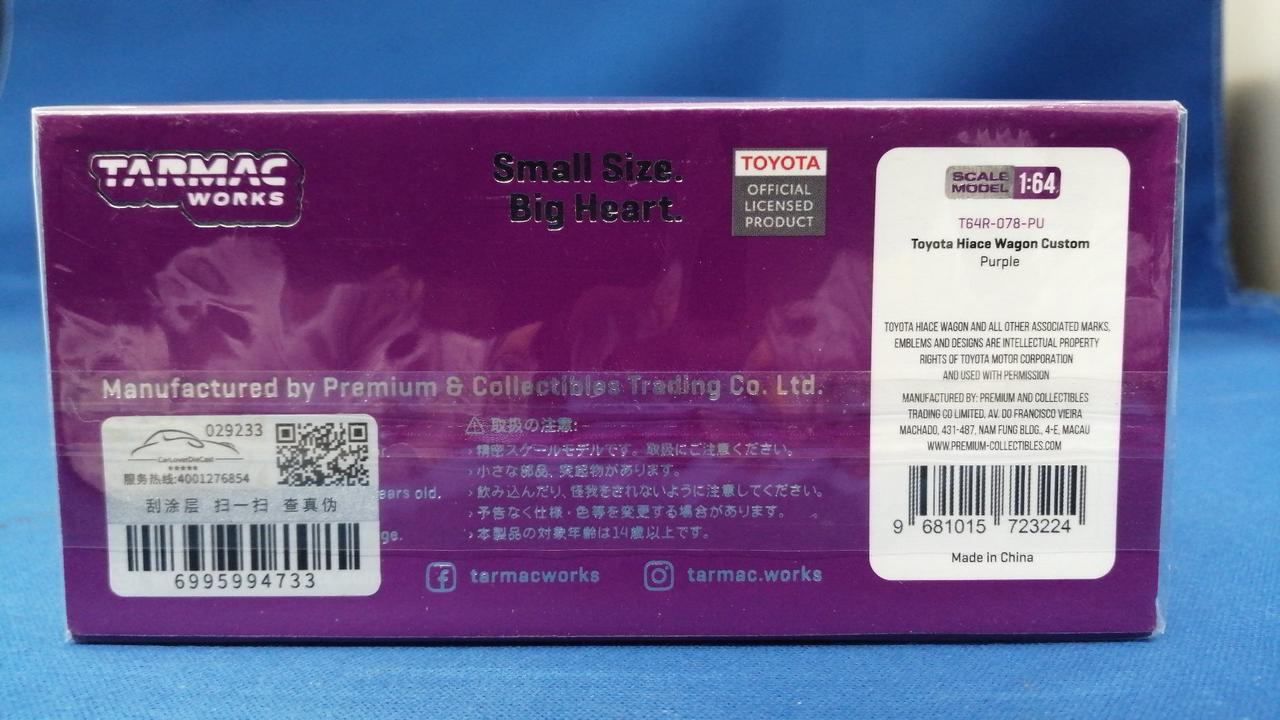 TARMAC
WORKS
Small Size.
Big Heart.
TOYOTA
OFFICIAL
LICENSED
PRODUCT
SCALE
MODEL 1:64
T64R-078-PU
Toyota Hiace Wagon Custom
Purple
TOYOTA HIACE WAGON AND ALL OTHER ASSOCIATED MARKS,
EMBLEMS AND DESIGNS ARE INTELLECTUAL PROPERTY
RIGHTS OF TOYOTA MOTOR CORPORATION
AND USED WITH PERMISSION
MANUFACTURED BY: PREMIUM AND COLLECTIBLES
TRADING CO LIMITED, AV. DO FRANCISCO VIEIRA
MACHADO, 431-487, NAM FUNG BLDG., 4-E, MACAU
WWW.PREMIUM-COLLECTIBLES.COM
9 681015 723224
Made in China
Manufactured by Premium & Collectibles Trading Co. Ltd.
029233
CarLoverDieCast
服务热线:4001276854
刮涂层 扫一扫 查真伪
6995994733
r.
ears old.
ge.
取扱の注意:
› 精密スケールモデルです。取扱にご注意ください。
› 小さな部品、突起物があります。
› 飲み込んだり、怪我をされないように注意してください。
› 予告なく仕様・色等を変更する場合があります。
› 本製品の対象年齢は14歳以上です。
tarmacworks
tarmac.works